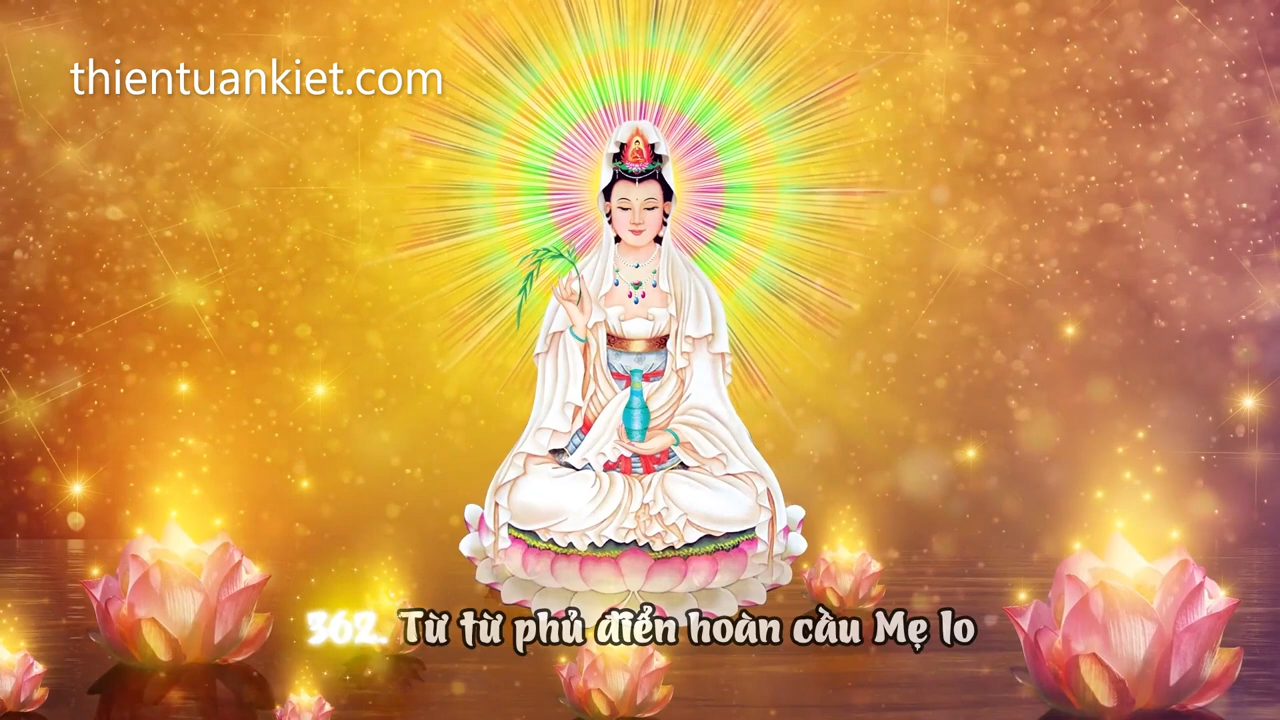 thientuankiet.com
362. Từ từ phủ điển hoàn cầu Mẹ lo